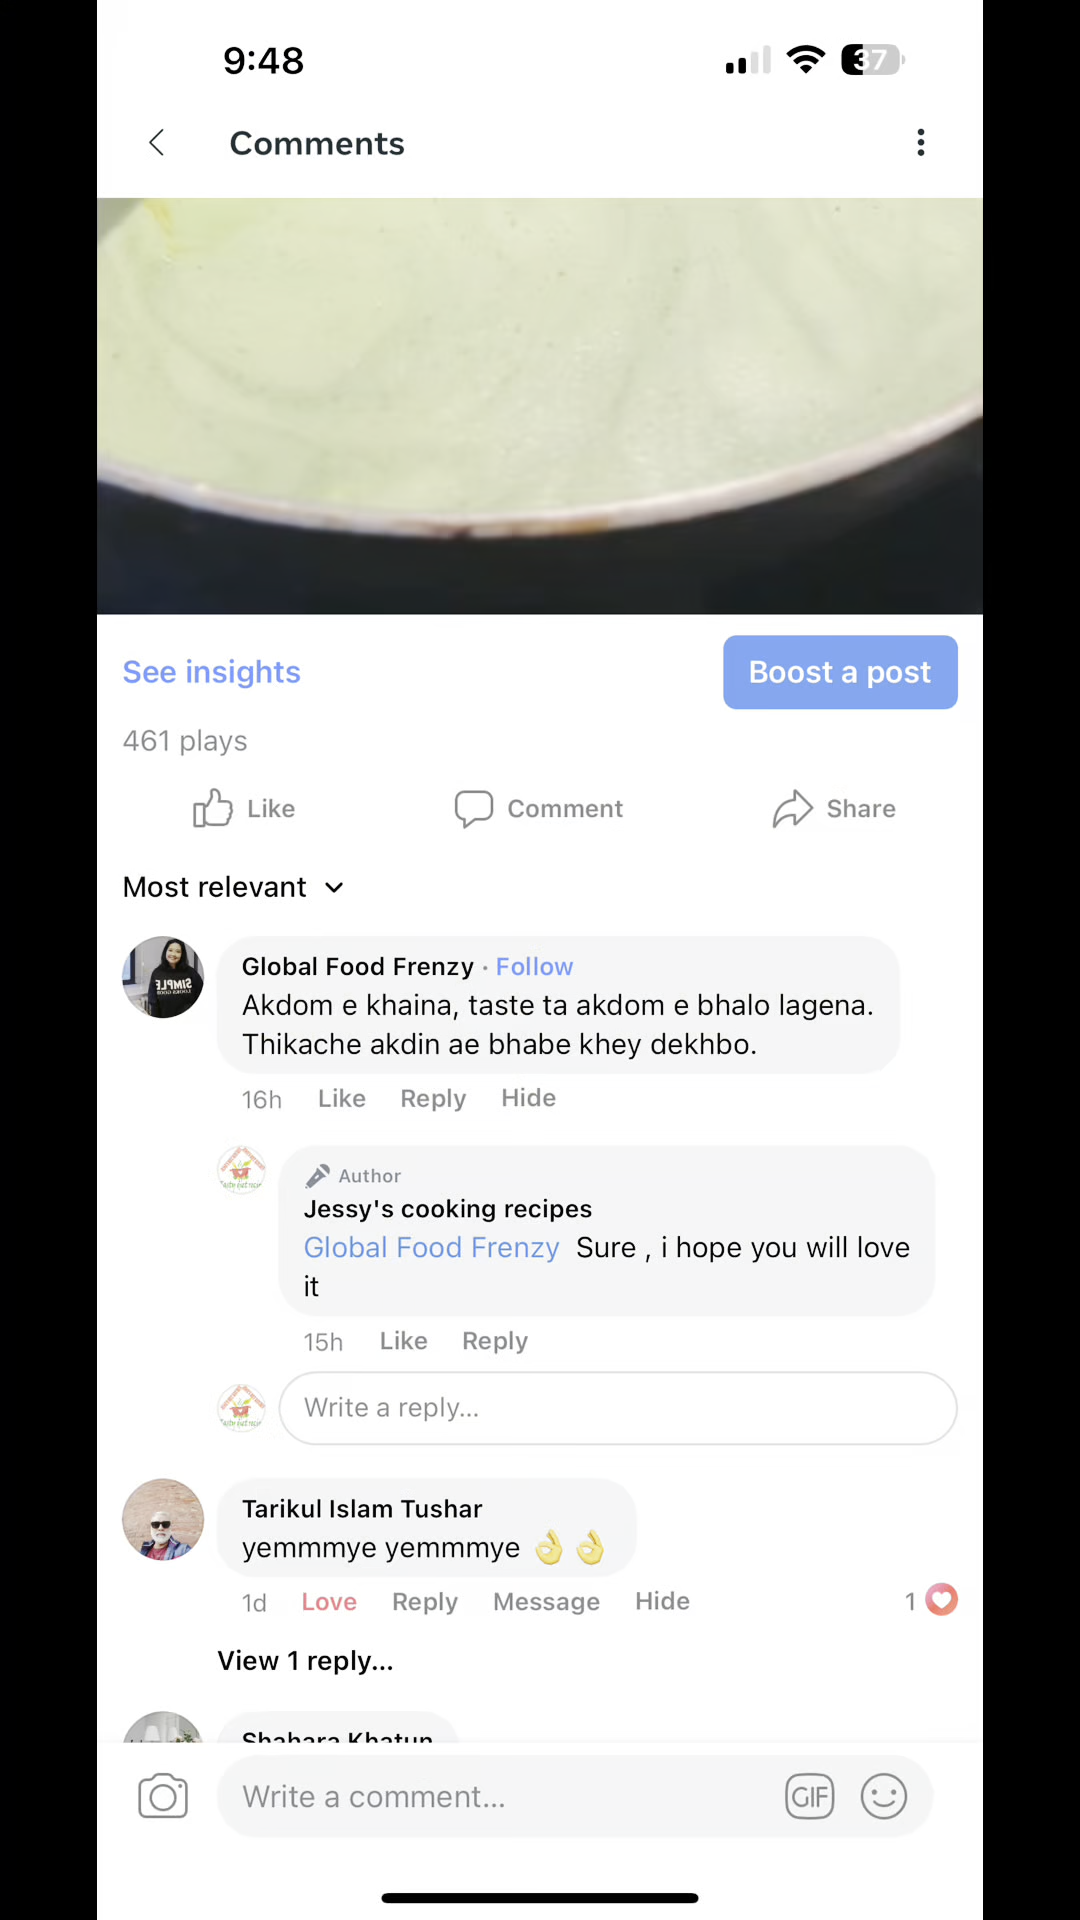 9:48
37
Comments
See insights
Boost a post
461 plays
Like
Comment
Share
Most relevant
Global Food Frenzy · Follow
Akdom e khaina, taste ta akdom e bhalo lagena.
Thikache akdin ae bhabe khey dekhbo.
16h Like Reply Hide
Author
Jessy's cooking recipes
Global Food Frenzy Sure , i hope you will love
it
15h Like Reply
Write a reply...
Tarikul Islam Tushar
yemmmye yemmmye 👌👌
1d Love Reply Message Hide 1
View 1 reply...
Shahara Khatun
Write a comment...
GIF